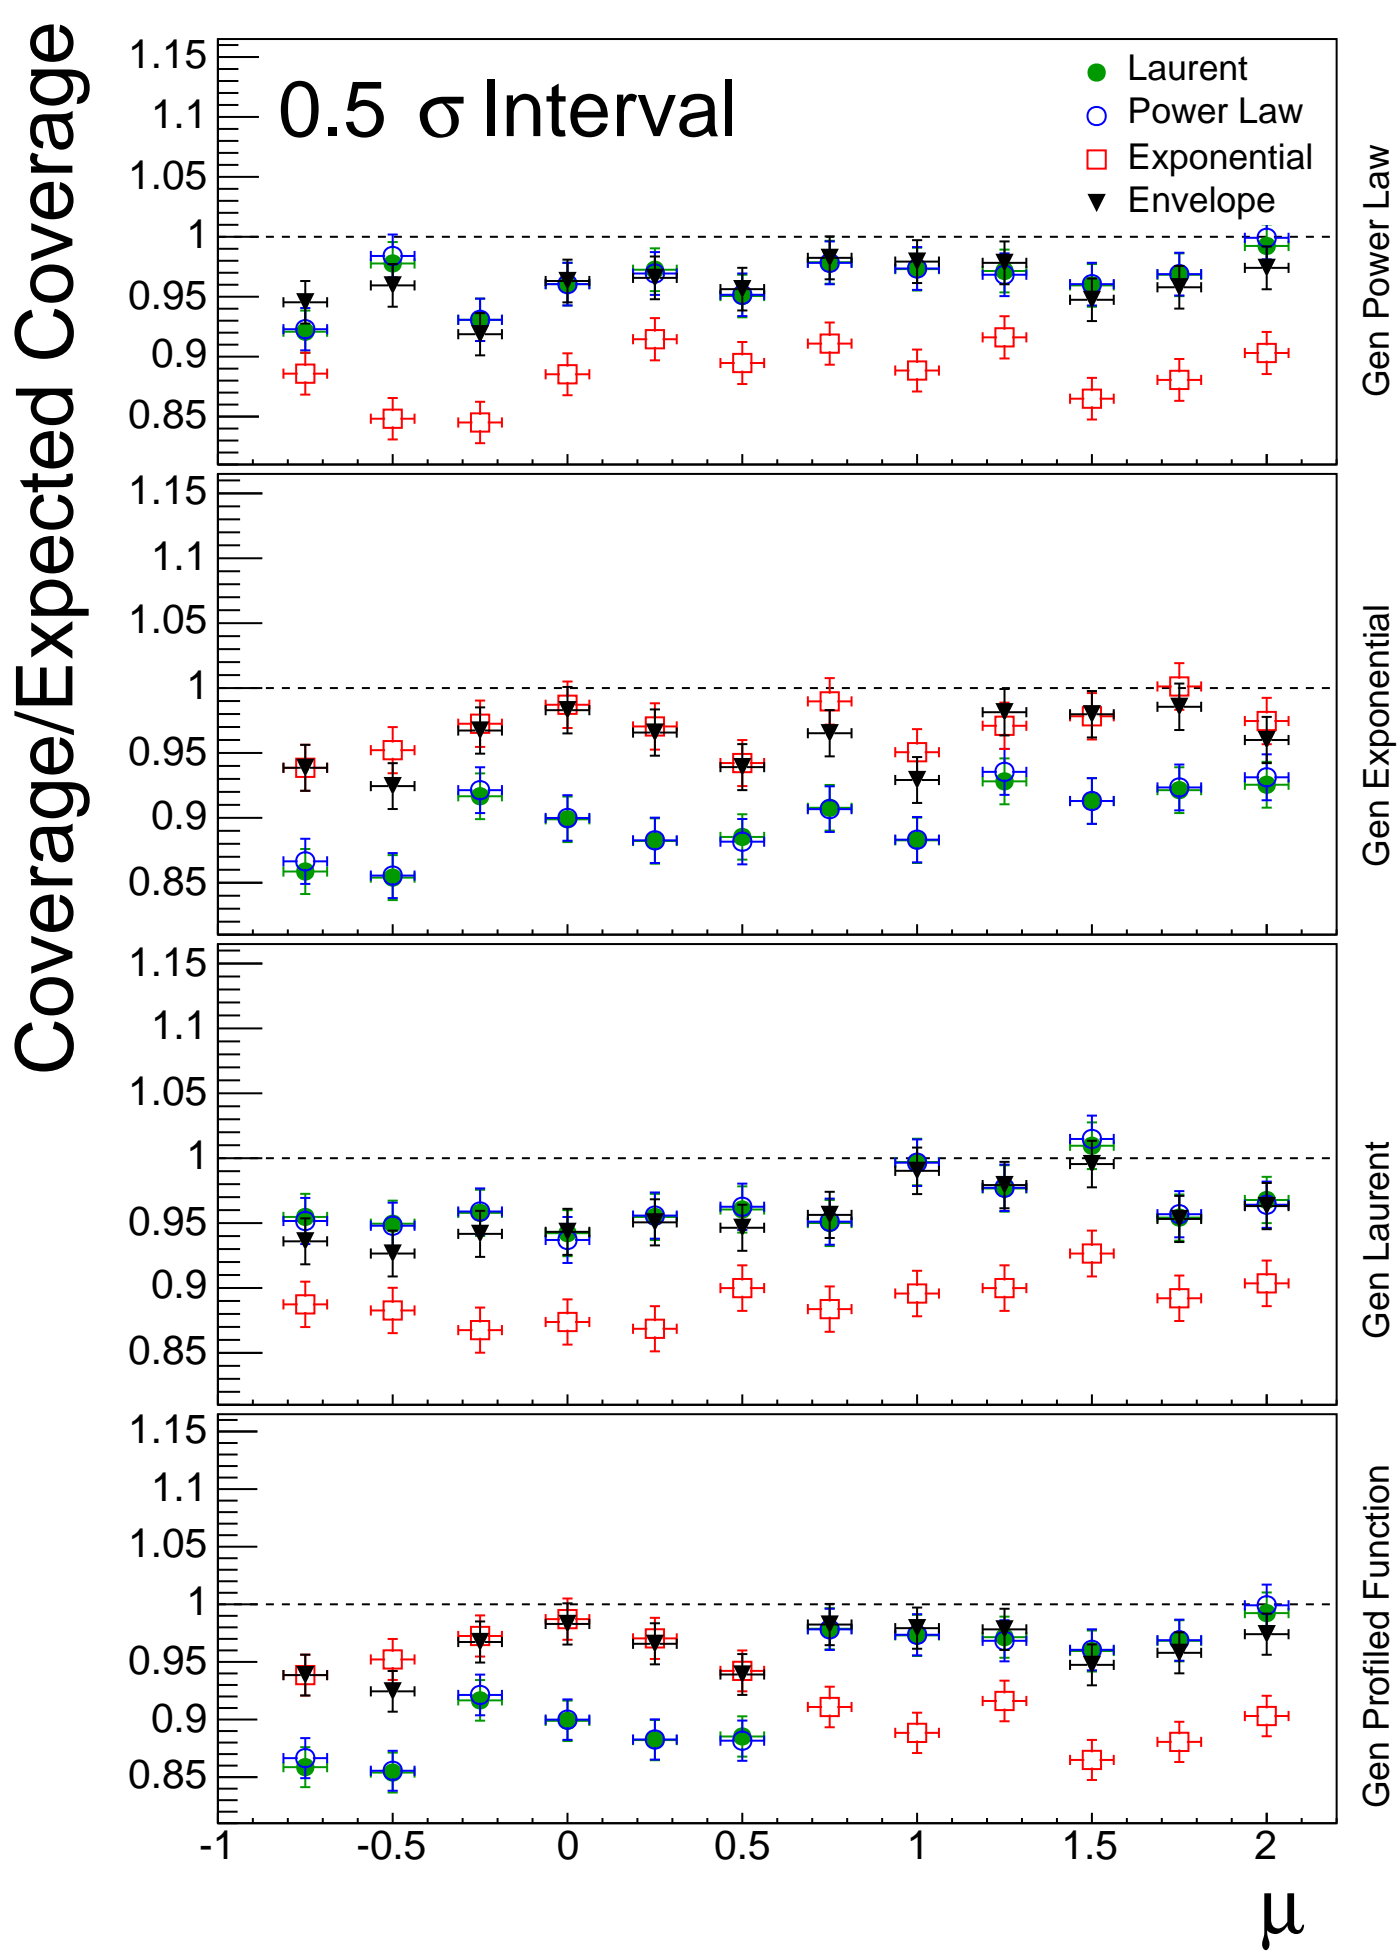 Coverage/Expected Coverage
0.5 σ Interval
Laurent
Power Law
Exponential
Envelope
1.15
1.1
1.05
1
0.95
0.9
0.85
Gen Power Law
1.15
1.1
1.05
1
0.95
0.9
0.85
Gen Exponential
1.15
1.1
1.05
1
0.95
0.9
0.85
Gen Laurent
1.15
1.1
1.05
1
0.95
0.9
0.85
Gen Profiled Function
-1 -0.5 0 0.5 1 1.5 2
μ